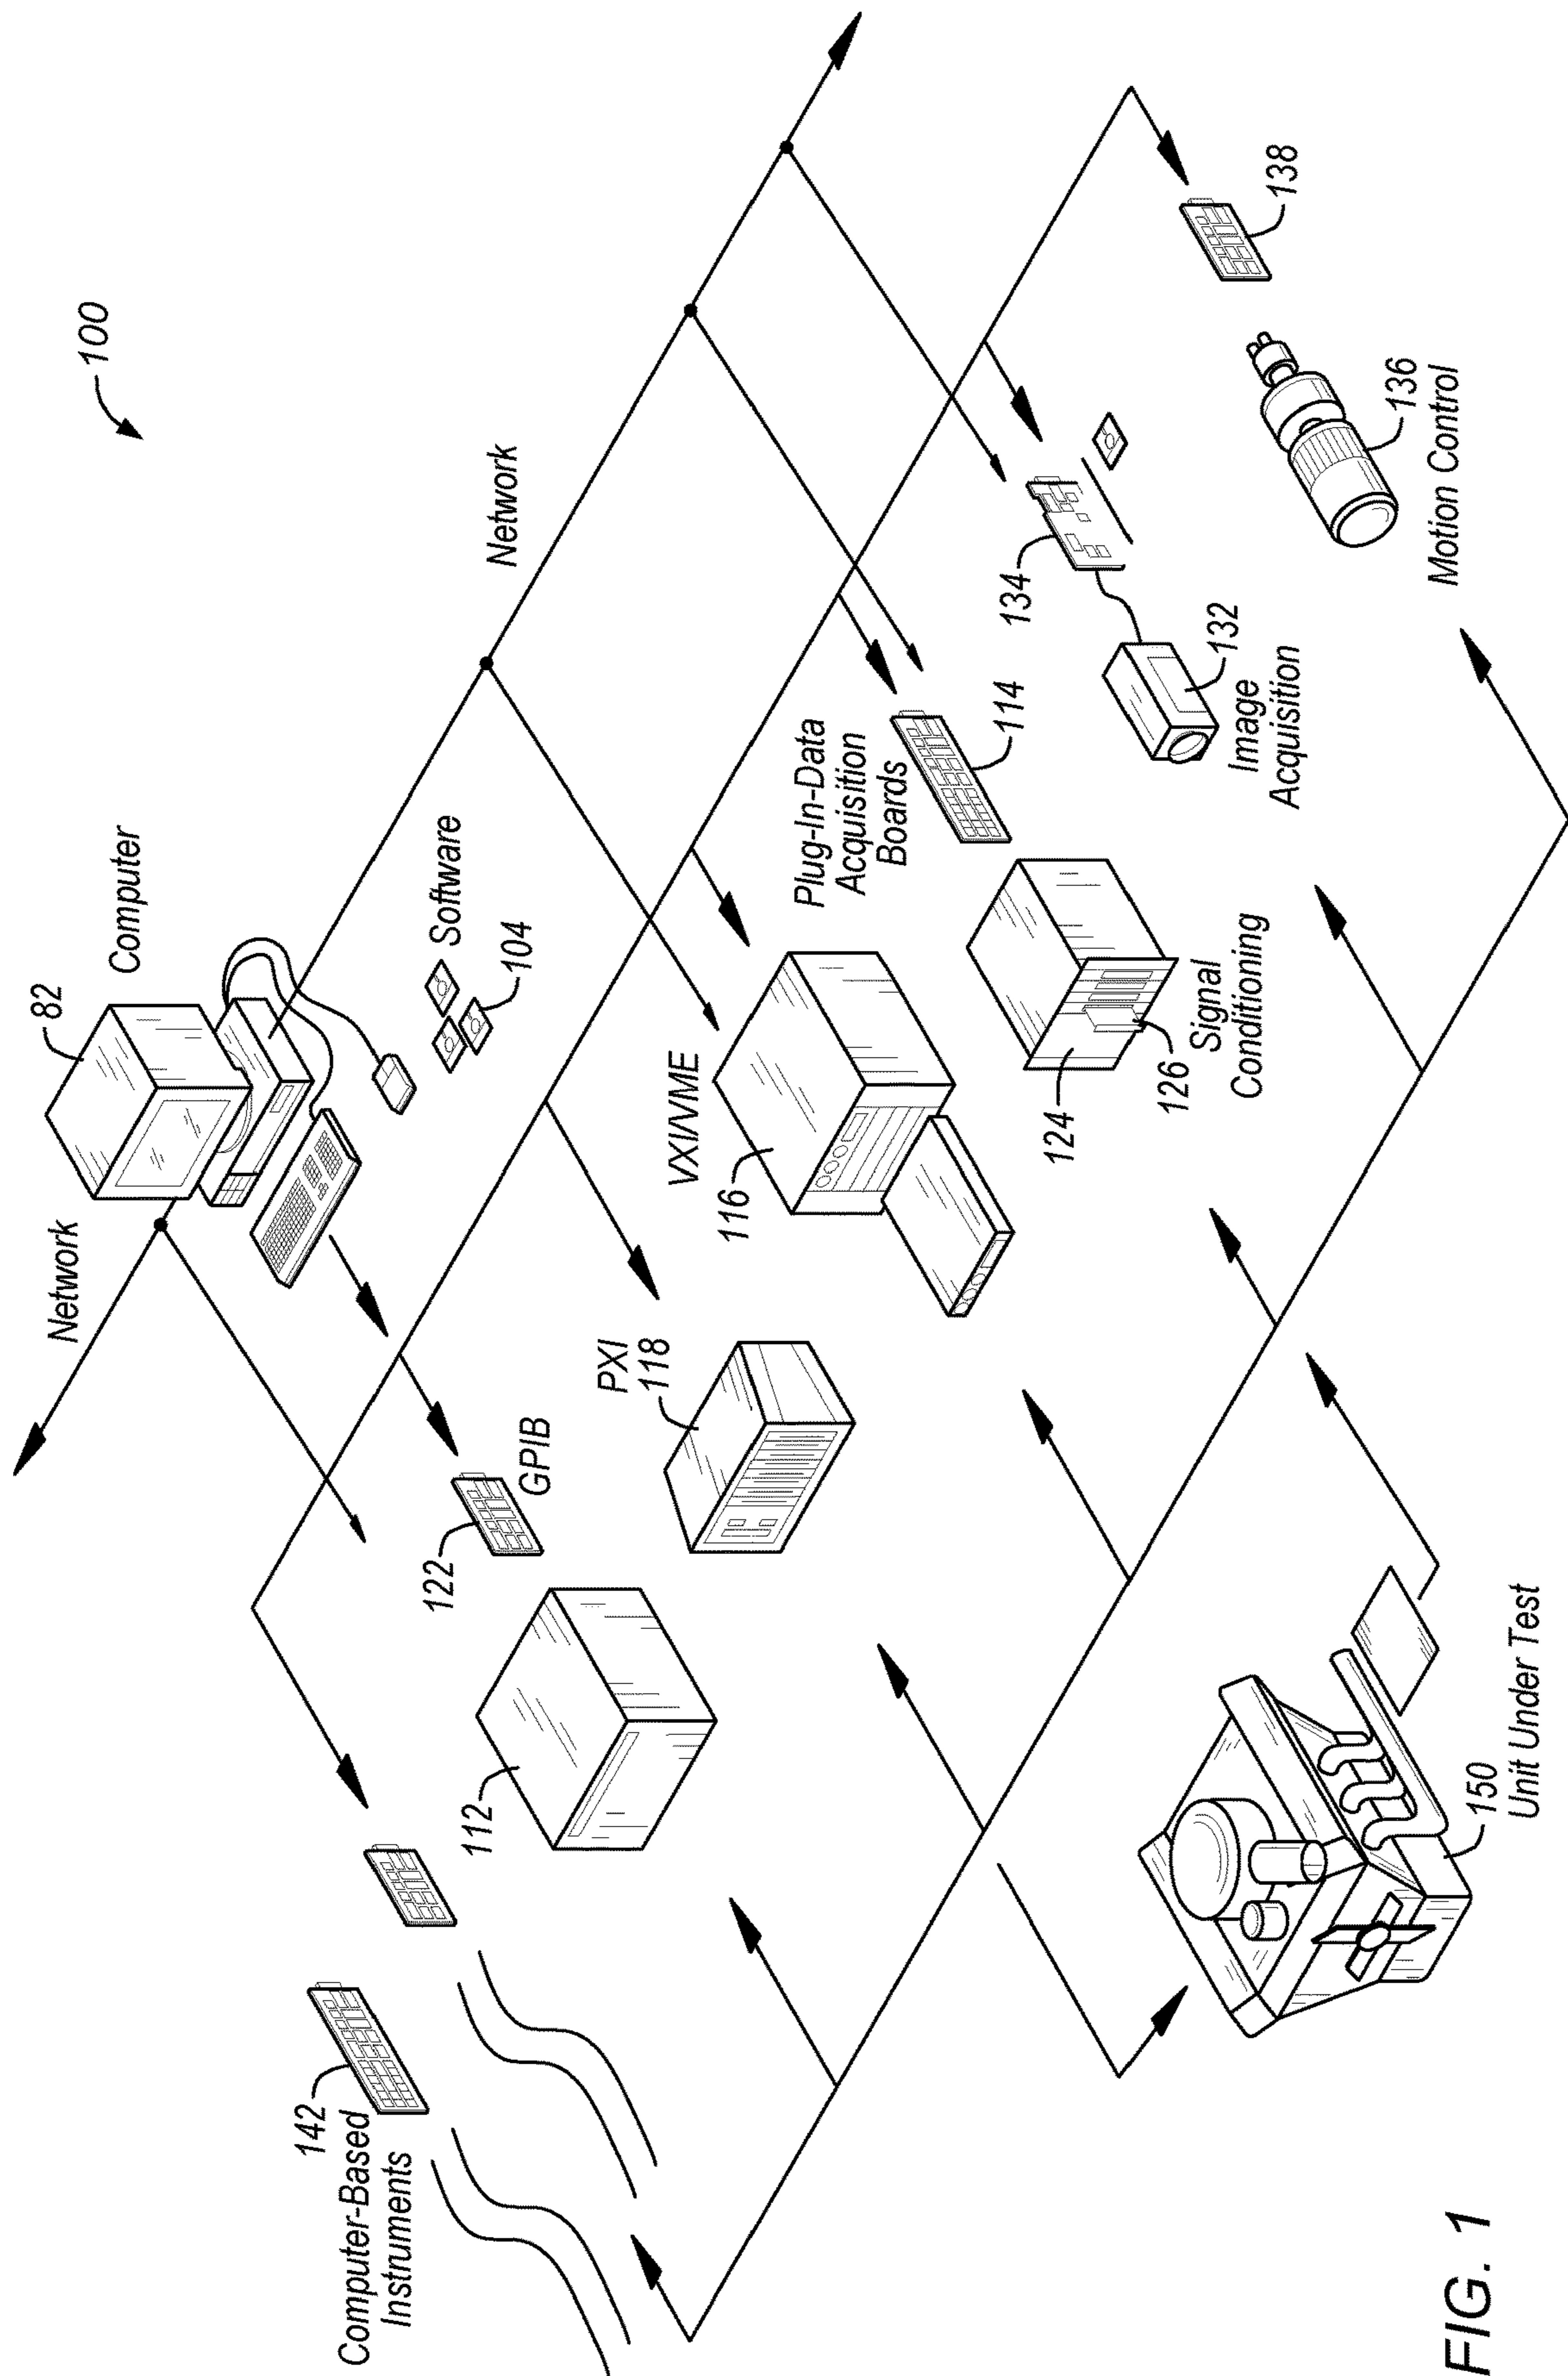 100
82
Computer
Network
Network
Software
104
142
Computer-Based
Instruments
112
122
GPIB
PXI
118
VXI/VME
116
Plug-In-Data
Acquisition
Boards
114
134
138
124
126
Signal
Conditioning
132
Image
Acquisition
136
Motion Control
150
Unit Under Test
FIG. 1